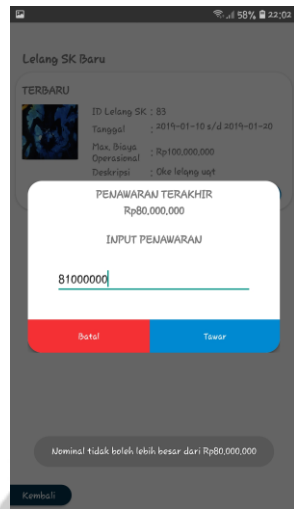 58% 22:02
Lelang SK Baru
TERBARU
ID Lelang SK : 83
Tanggal : 2019-01-10 s/d 2019-01-20
Max. Biaya Operasional : Rp100,000,000
Deskripsi : Oke lelang uat
PENAWARAN TERAKHIR
Rp80,000,000
INPUT PENAWARAN
81000000
Batal Tawar
Nominal tidak boleh lebih besar dari Rp80,000,000
Kembali